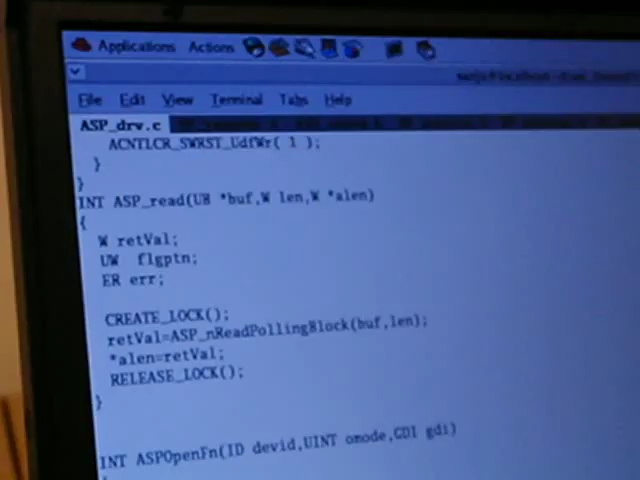 Applications Actions
File Edit View Terminal Tabs Help
ASP_drv.c
ACNTLCR_SWRST_UdfWr( 1 );
}
}
INT ASP_read(UB *buf,W len,W *alen)
{
W retVal;
UW flgptn;
ER err;
CREATE_LOCK();
retVal=ASP_nReadPollingBlock(buf,len);
*alen=retVal;
RELEASE_LOCK();
}
INT ASPOpenFn(ID devid,UINT omode,GDI gdi)